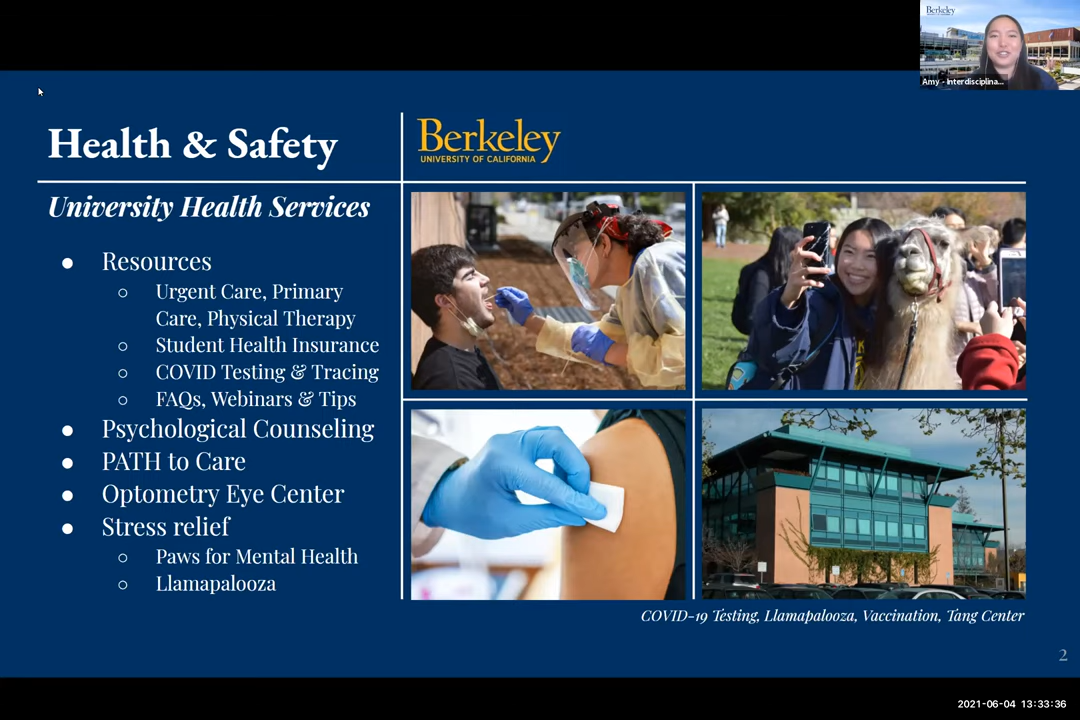 Berkeley
UNIVERSITY OF CALIFORNIA
Amy - Interdisciplina...
Health & Safety
Berkeley
UNIVERSITY OF CALIFORNIA
University Health Services
● Resources
○ Urgent Care, Primary
Care, Physical Therapy
○ Student Health Insurance
○ COVID Testing & Tracing
○ FAQs, Webinars & Tips
● Psychological Counseling
● PATH to Care
● Optometry Eye Center
● Stress relief
○ Paws for Mental Health
○ Llamapalooza
COVID-19 Testing, Llamapalooza, Vaccination, Tang Center
2
2021-06-04 13:33:36